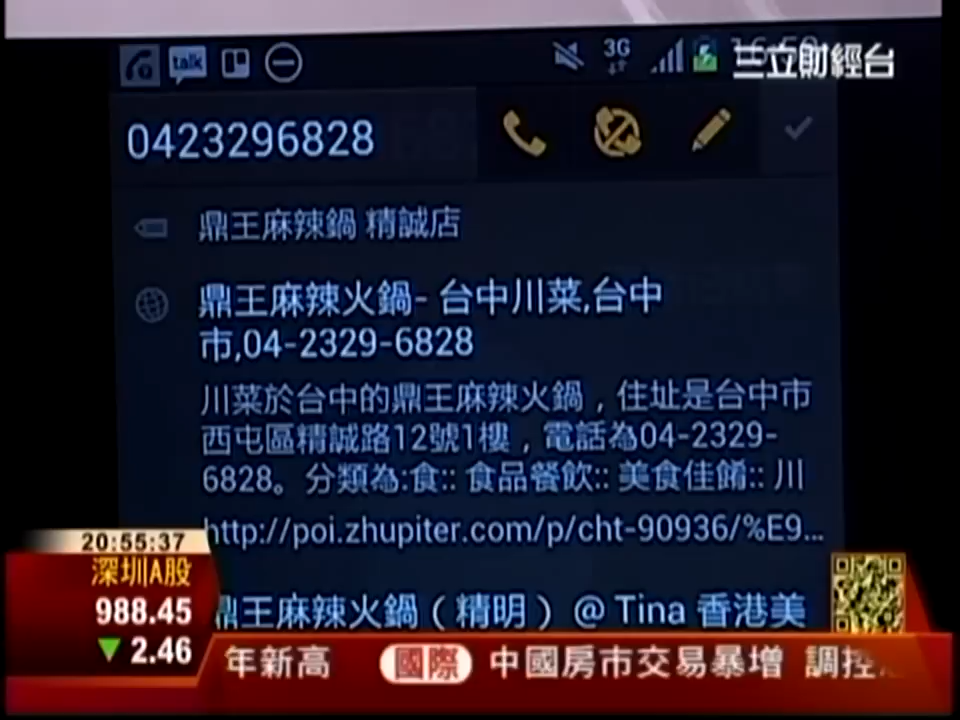 talk
3G
三立財經台
0423296828
鼎王麻辣鍋 精誠店
鼎王麻辣火鍋- 台中川菜,台中
市,04-2329-6828
川菜於台中的鼎王麻辣火鍋，住址是台中市
西屯區精誠路12號1樓，電話為04-2329-
6828。分類為:食:: 食品餐飲:: 美食佳餚:: 川
http://poi.zhupiter.com/p/cht-90936/%E9...
鼎王麻辣火鍋（精明）@ Tina 香港美
20:55:37
深圳A股
988.45
▼ 2.46
年新高 國際 中國房市交易暴增 調控